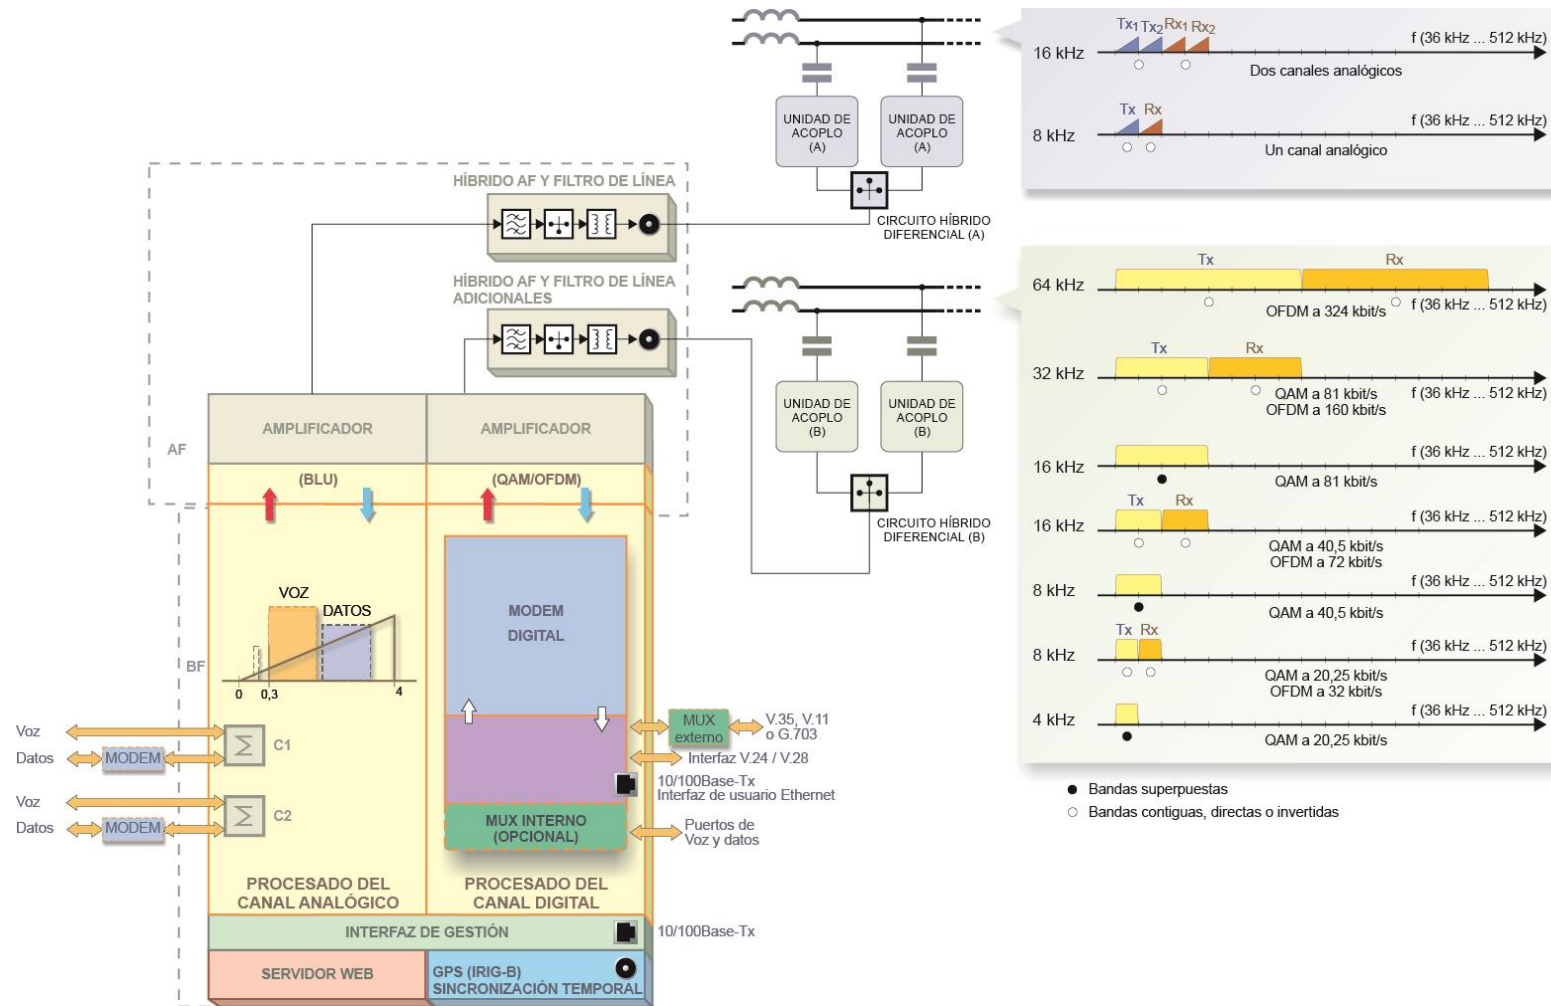 Tx1 Tx2 Rx1 Rx2
f (36 kHz ... 512 kHz)
16 kHz
Dos canales analógicos
Tx Rx
f (36 kHz ... 512 kHz)
8 kHz
Un canal analógico
UNIDAD DE
ACOPLO
(A)
UNIDAD DE
ACOPLO
(A)
CIRCUITO HÍBRIDO
DIFERENCIAL (A)
HÍBRIDO AF Y FILTRO DE LÍNEA
HÍBRIDO AF Y FILTRO DE LÍNEA
ADICIONALES
UNIDAD DE
ACOPLO
(B)
UNIDAD DE
ACOPLO
(B)
CIRCUITO HÍBRIDO
DIFERENCIAL (B)
Tx Rx
64 kHz
OFDM a 324 kbit/s
f (36 kHz ... 512 kHz)
Tx Rx
32 kHz
QAM a 81 kbit/s
OFDM a 160 kbit/s
f (36 kHz ... 512 kHz)
f (36 kHz ... 512 kHz)
16 kHz
QAM a 81 kbit/s
Tx Rx
f (36 kHz ... 512 kHz)
16 kHz
QAM a 40,5 kbit/s
OFDM a 72 kbit/s
f (36 kHz ... 512 kHz)
8 kHz
QAM a 40,5 kbit/s
Tx Rx
f (36 kHz ... 512 kHz)
8 kHz
QAM a 20,25 kbit/s
OFDM a 32 kbit/s
f (36 kHz ... 512 kHz)
4 kHz
QAM a 20,25 kbit/s
Bandas superpuestas
Bandas contiguas, directas o invertidas
AF
AMPLIFICADOR
AMPLIFICADOR
(BLU)
(QAM/OFDM)
BF
VOZ
DATOS
0
0,3
4
MODEM
DIGITAL
Voz
Datos
MODEM
Σ
C1
Voz
Datos
MODEM
Σ
C2
MUX
externo
V.35, V.11
o G.703
Interfaz V.24 / V.28
10/100Base-Tx
Interfaz de usuario Ethernet
MUX INTERNO
(OPCIONAL)
Puertos de
Voz y datos
PROCESADO DEL
CANAL ANALÓGICO
PROCESADO DEL
CANAL DIGITAL
INTERFAZ DE GESTIÓN
10/100Base-Tx
SERVIDOR WEB
GPS (IRIG-B)
SINCRONIZACIÓN TEMPORAL